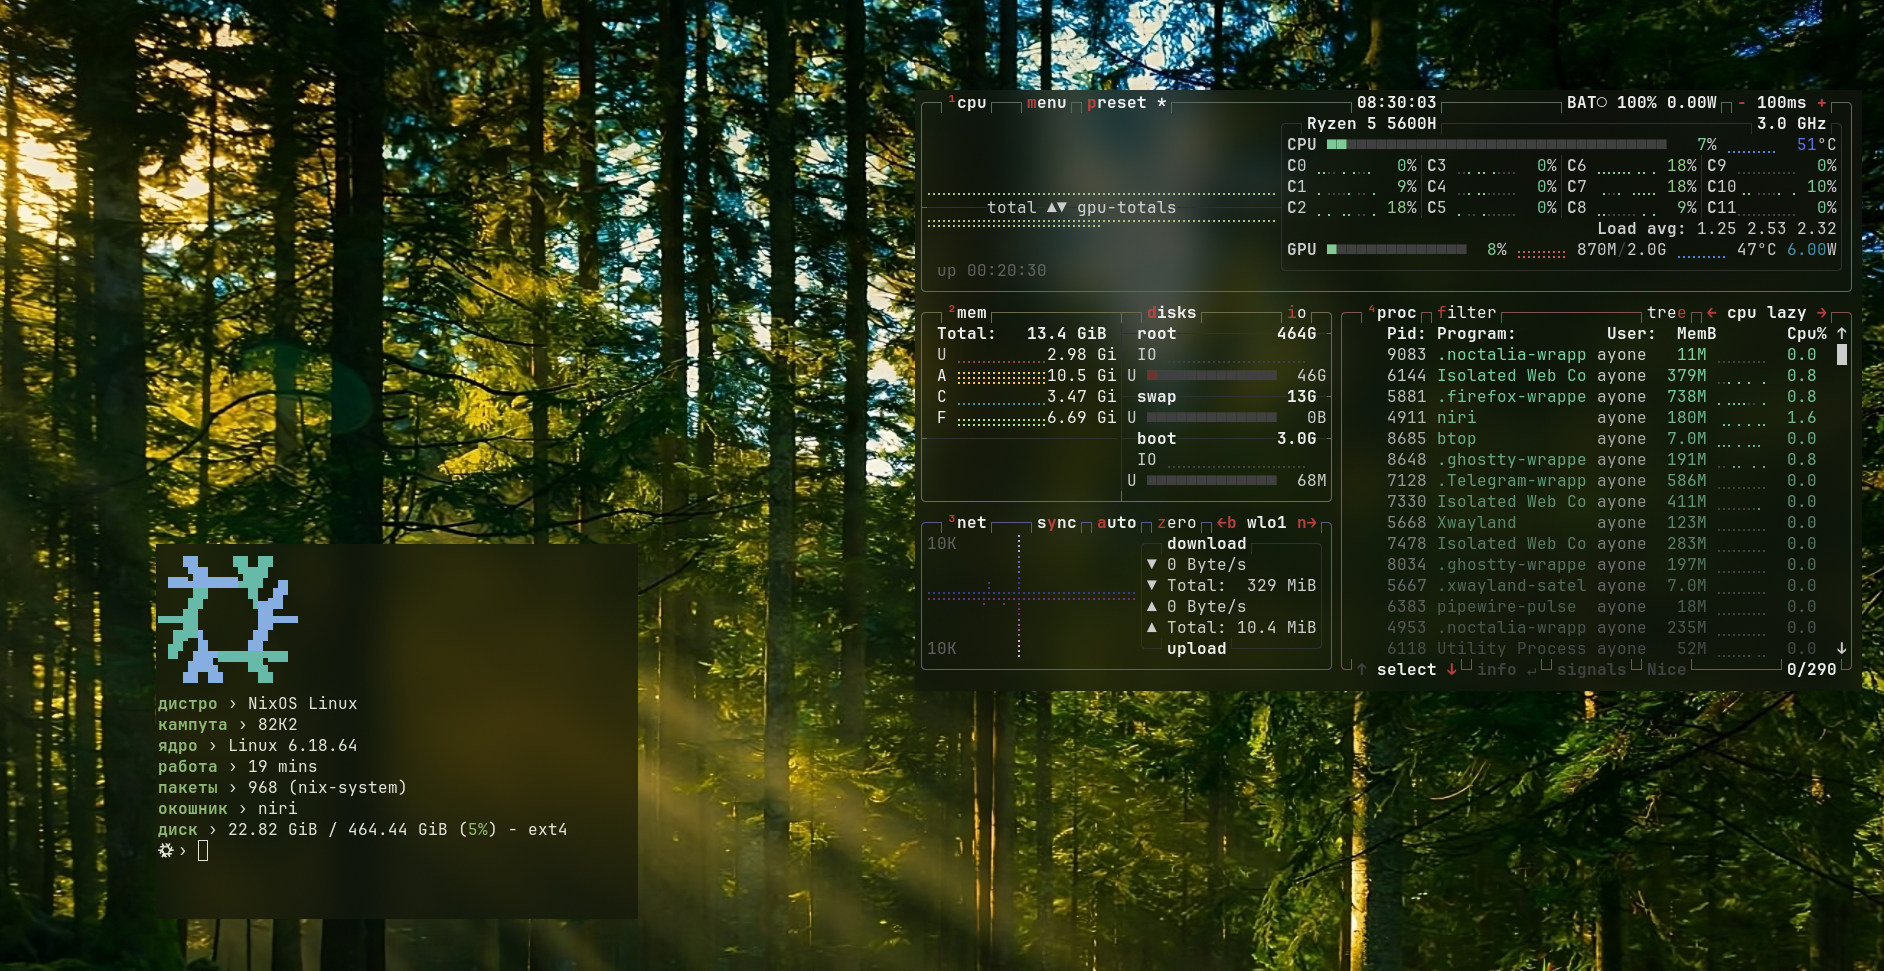 ¹cpu menu preset * 08:30:03 BAT○ 100% 0.00W - 100ms +
Ryzen 5 5600H 3.0 GHz
CPU 7% 51°C
C0 0% C3 0% C6 18% C9 0%
C1 9% C4 0% C7 18% C10 10%
total ▲▼ gpu-totals
C2 18% C5 0% C8 9% C11 0%
Load avg: 1.25 2.53 2.32
GPU 8% 870M/2.0G 47°C 6.00W
up 00:20:30
²mem disks io
Total: 13.4 GiB root 464G
U 2.98 Gi IO
A 10.5 Gi U 46G
C 3.47 Gi swap 13G
F 6.69 Gi U 0B
boot 3.0G
IO
U 68M
⁴proc filter tree ← cpu lazy →
Pid: Program: User: MemB Cpu% ↑
9083 .noctalia-wrapp ayone 11M 0.0
6144 Isolated Web Co ayone 379M 0.8
5881 .firefox-wrappe ayone 738M 0.8
4911 niri ayone 180M 1.6
8685 btop ayone 7.0M 0.0
8648 .ghostty-wrappe ayone 191M 0.8
7128 .Telegram-wrapp ayone 586M 0.0
7330 Isolated Web Co ayone 411M 0.0
5668 Xwayland ayone 123M 0.0
7478 Isolated Web Co ayone 283M 0.0
8034 .ghostty-wrappe ayone 197M 0.0
5667 .xwayland-satel ayone 7.0M 0.0
6383 pipewire-pulse ayone 18M 0.0
4953 .noctalia-wrapp ayone 235M 0.0
6118 Utility Process ayone 52M 0.0 ↓
↑ select ↓ info ↵ signals Nice 0/290
³net sync auto zero ←b wlo1 n→
10K download
▼ 0 Byte/s
▼ Total: 329 MiB
▲ 0 Byte/s
▲ Total: 10.4 MiB
10K upload
дистро › NixOS Linux
кампута › 82K2
ядро › Linux 6.18.64
работа › 19 mins
пакеты › 968 (nix-system)
окошник › niri
диск › 22.82 GiB / 464.44 GiB (5%) - ext4
›